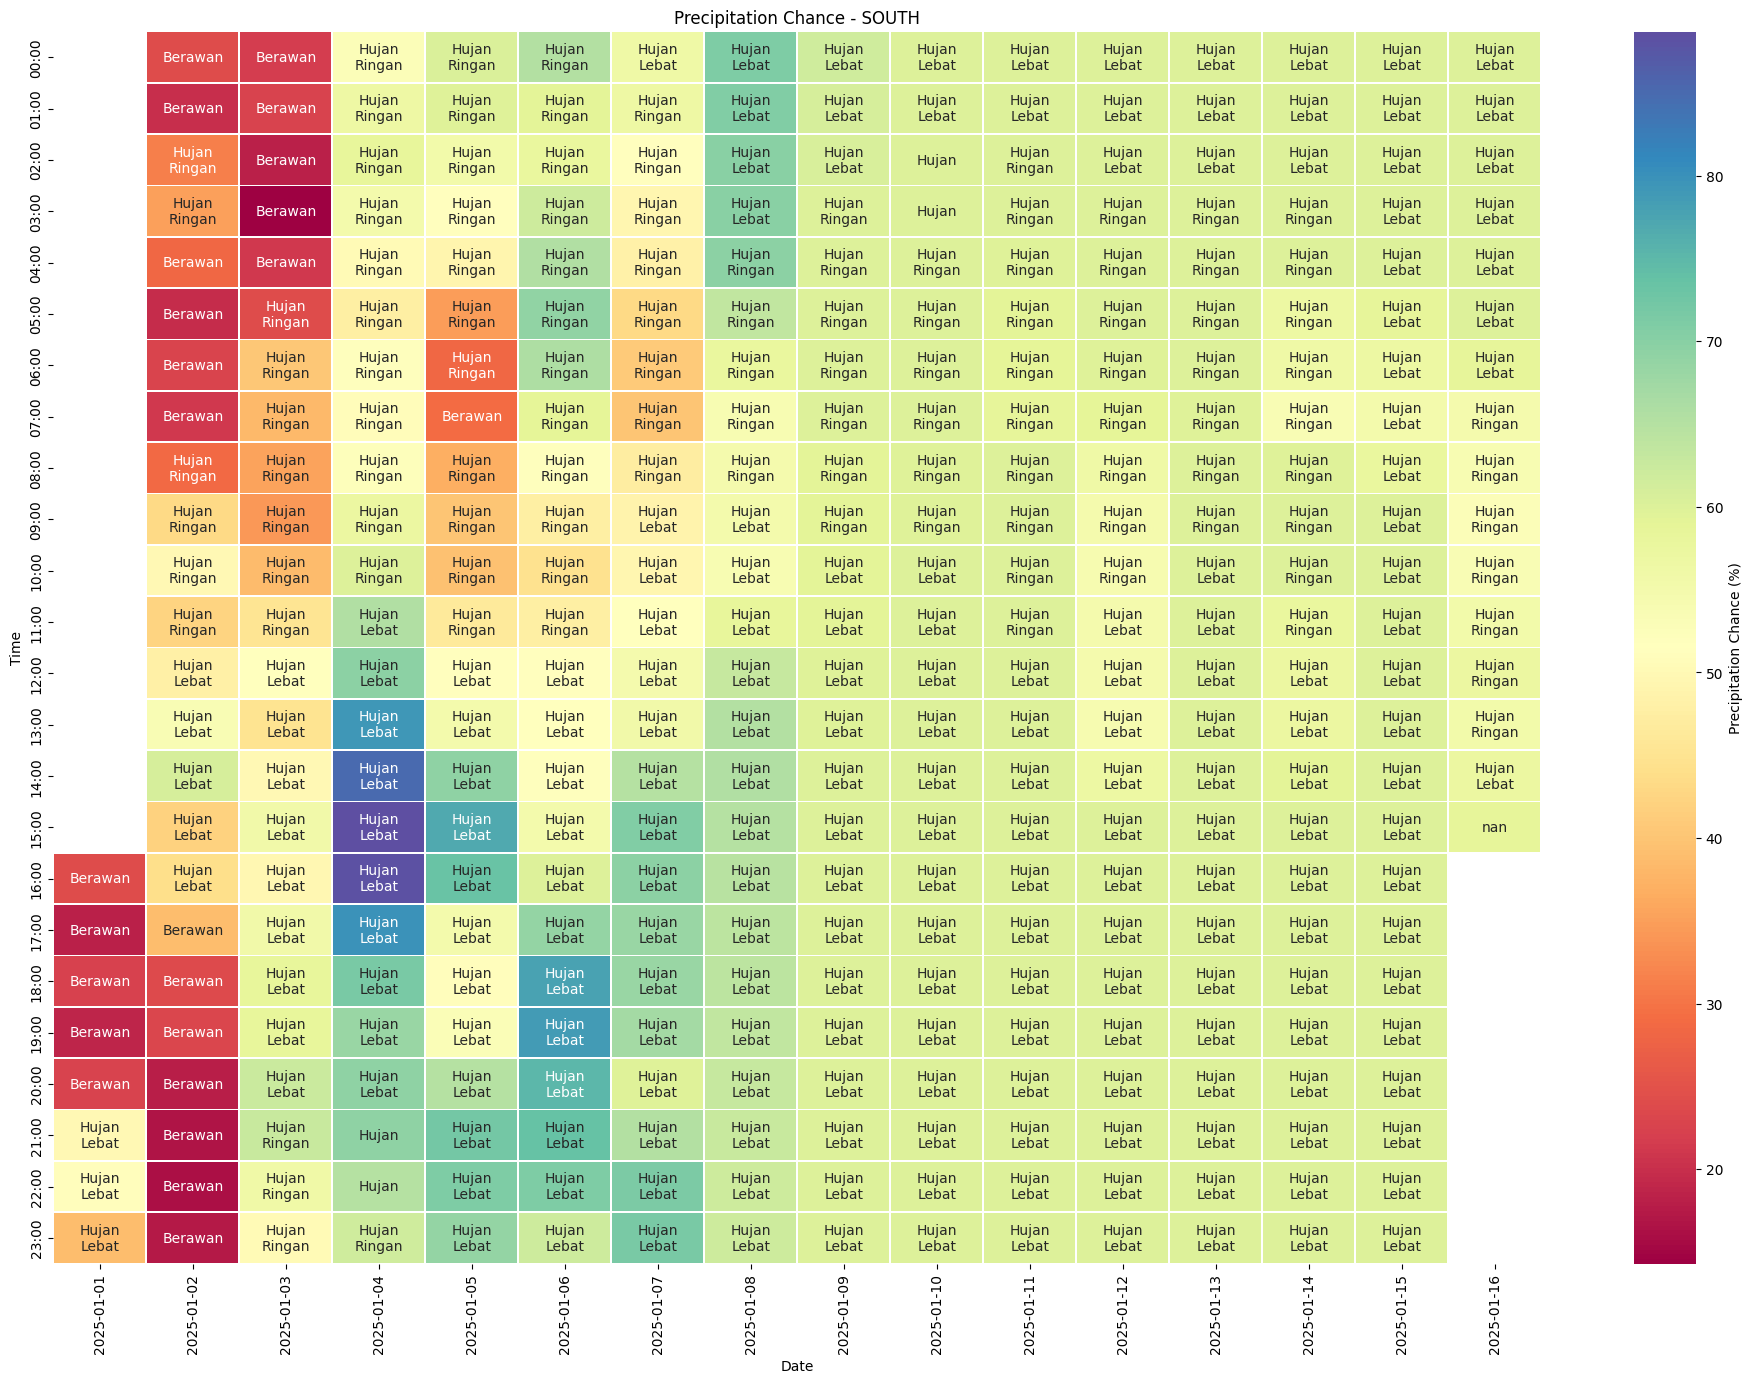 Precipitation Chance - SOUTH
00:00 Berawan Berawan Hujan Ringan Hujan Ringan Hujan Ringan Hujan Lebat Hujan Lebat Hujan Lebat Hujan Lebat Hujan Lebat Hujan Lebat Hujan Lebat Hujan Lebat Hujan Lebat Hujan Lebat
01:00 Berawan Berawan Hujan Ringan Hujan Ringan Hujan Ringan Hujan Ringan Hujan Lebat Hujan Lebat Hujan Lebat Hujan Lebat Hujan Lebat Hujan Lebat Hujan Lebat Hujan Lebat Hujan Lebat
02:00 Hujan Ringan Berawan Hujan Ringan Hujan Ringan Hujan Ringan Hujan Ringan Hujan Lebat Hujan Lebat Hujan Hujan Ringan Hujan Lebat Hujan Lebat Hujan Lebat Hujan Lebat Hujan Lebat
03:00 Hujan Ringan Berawan Hujan Ringan Hujan Ringan Hujan Ringan Hujan Ringan Hujan Lebat Hujan Ringan Hujan Hujan Ringan Hujan Ringan Hujan Ringan Hujan Ringan Hujan Lebat Hujan Lebat
04:00 Berawan Berawan Hujan Ringan Hujan Ringan Hujan Ringan Hujan Ringan Hujan Ringan Hujan Ringan Hujan Ringan Hujan Ringan Hujan Ringan Hujan Ringan Hujan Ringan Hujan Lebat Hujan Lebat
05:00 Berawan Hujan Ringan Hujan Ringan Hujan Ringan Hujan Ringan Hujan Ringan Hujan Ringan Hujan Ringan Hujan Ringan Hujan Ringan Hujan Ringan Hujan Ringan Hujan Ringan Hujan Lebat Hujan Lebat
06:00 Berawan Hujan Ringan Hujan Ringan Hujan Ringan Hujan Ringan Hujan Ringan Hujan Ringan Hujan Ringan Hujan Ringan Hujan Ringan Hujan Ringan Hujan Ringan Hujan Ringan Hujan Lebat Hujan Lebat
07:00 Berawan Hujan Ringan Hujan Ringan Berawan Hujan Ringan Hujan Ringan Hujan Ringan Hujan Ringan Hujan Ringan Hujan Ringan Hujan Ringan Hujan Ringan Hujan Ringan Hujan Lebat Hujan Ringan
08:00 Hujan Ringan Hujan Ringan Hujan Ringan Hujan Ringan Hujan Ringan Hujan Ringan Hujan Ringan Hujan Ringan Hujan Ringan Hujan Ringan Hujan Ringan Hujan Ringan Hujan Ringan Hujan Lebat Hujan Ringan
09:00 Hujan Ringan Hujan Ringan Hujan Ringan Hujan Ringan Hujan Ringan Hujan Lebat Hujan Lebat Hujan Ringan Hujan Ringan Hujan Ringan Hujan Ringan Hujan Ringan Hujan Ringan Hujan Lebat Hujan Ringan
10:00 Hujan Ringan Hujan Ringan Hujan Ringan Hujan Ringan Hujan Ringan Hujan Lebat Hujan Lebat Hujan Lebat Hujan Lebat Hujan Ringan Hujan Ringan Hujan Lebat Hujan Ringan Hujan Lebat Hujan Ringan
11:00 Hujan Ringan Hujan Ringan Hujan Lebat Hujan Ringan Hujan Ringan Hujan Lebat Hujan Lebat Hujan Lebat Hujan Lebat Hujan Ringan Hujan Lebat Hujan Lebat Hujan Ringan Hujan Lebat Hujan Ringan
12:00 Hujan Lebat Hujan Lebat Hujan Lebat Hujan Lebat Hujan Lebat Hujan Lebat Hujan Lebat Hujan Lebat Hujan Lebat Hujan Lebat Hujan Lebat Hujan Lebat Hujan Lebat Hujan Lebat Hujan Ringan
13:00 Hujan Lebat Hujan Lebat Hujan Lebat Hujan Lebat Hujan Lebat Hujan Lebat Hujan Lebat Hujan Lebat Hujan Lebat Hujan Lebat Hujan Lebat Hujan Lebat Hujan Lebat Hujan Lebat Hujan Ringan
14:00 Hujan Lebat Hujan Lebat Hujan Lebat Hujan Lebat Hujan Lebat Hujan Lebat Hujan Lebat Hujan Lebat Hujan Lebat Hujan Lebat Hujan Lebat Hujan Lebat Hujan Lebat Hujan Lebat Hujan Lebat
15:00 Hujan Lebat Hujan Lebat Hujan Lebat Hujan Lebat Hujan Lebat Hujan Lebat Hujan Lebat Hujan Lebat Hujan Lebat Hujan Lebat Hujan Lebat Hujan Lebat Hujan Lebat Hujan Lebat nan
16:00 Berawan Hujan Lebat Hujan Lebat Hujan Lebat Hujan Lebat Hujan Lebat Hujan Lebat Hujan Lebat Hujan Lebat Hujan Lebat Hujan Lebat Hujan Lebat Hujan Lebat Hujan Lebat Hujan Lebat
17:00 Berawan Berawan Hujan Lebat Hujan Lebat Hujan Lebat Hujan Lebat Hujan Lebat Hujan Lebat Hujan Lebat Hujan Lebat Hujan Lebat Hujan Lebat Hujan Lebat Hujan Lebat Hujan Lebat
18:00 Berawan Berawan Hujan Lebat Hujan Lebat Hujan Lebat Hujan Lebat Hujan Lebat Hujan Lebat Hujan Lebat Hujan Lebat Hujan Lebat Hujan Lebat Hujan Lebat Hujan Lebat Hujan Lebat
19:00 Berawan Berawan Hujan Lebat Hujan Lebat Hujan Lebat Hujan Lebat Hujan Lebat Hujan Lebat Hujan Lebat Hujan Lebat Hujan Lebat Hujan Lebat Hujan Lebat Hujan Lebat Hujan Lebat
20:00 Berawan Berawan Hujan Lebat Hujan Lebat Hujan Lebat Hujan Lebat Hujan Lebat Hujan Lebat Hujan Lebat Hujan Lebat Hujan Lebat Hujan Lebat Hujan Lebat Hujan Lebat Hujan Lebat
21:00 Hujan Lebat Berawan Hujan Ringan Hujan Hujan Lebat Hujan Lebat Hujan Lebat Hujan Lebat Hujan Lebat Hujan Lebat Hujan Lebat Hujan Lebat Hujan Lebat Hujan Lebat Hujan Lebat
22:00 Hujan Lebat Berawan Hujan Ringan Hujan Hujan Lebat Hujan Lebat Hujan Lebat Hujan Lebat Hujan Lebat Hujan Lebat Hujan Lebat Hujan Lebat Hujan Lebat Hujan Lebat Hujan Lebat
23:00 Hujan Lebat Berawan Hujan Ringan Hujan Ringan Hujan Lebat Hujan Lebat Hujan Lebat Hujan Lebat Hujan Lebat Hujan Lebat Hujan Lebat Hujan Lebat Hujan Lebat Hujan Lebat Hujan Lebat
Time
2025-01-01 2025-01-02 2025-01-03 2025-01-04 2025-01-05 2025-01-06 2025-01-07 2025-01-08 2025-01-09 2025-01-10 2025-01-11 2025-01-12 2025-01-13 2025-01-14 2025-01-15 2025-01-16
Date
80
70
60
50
40
30
20
Precipitation Chance (%)